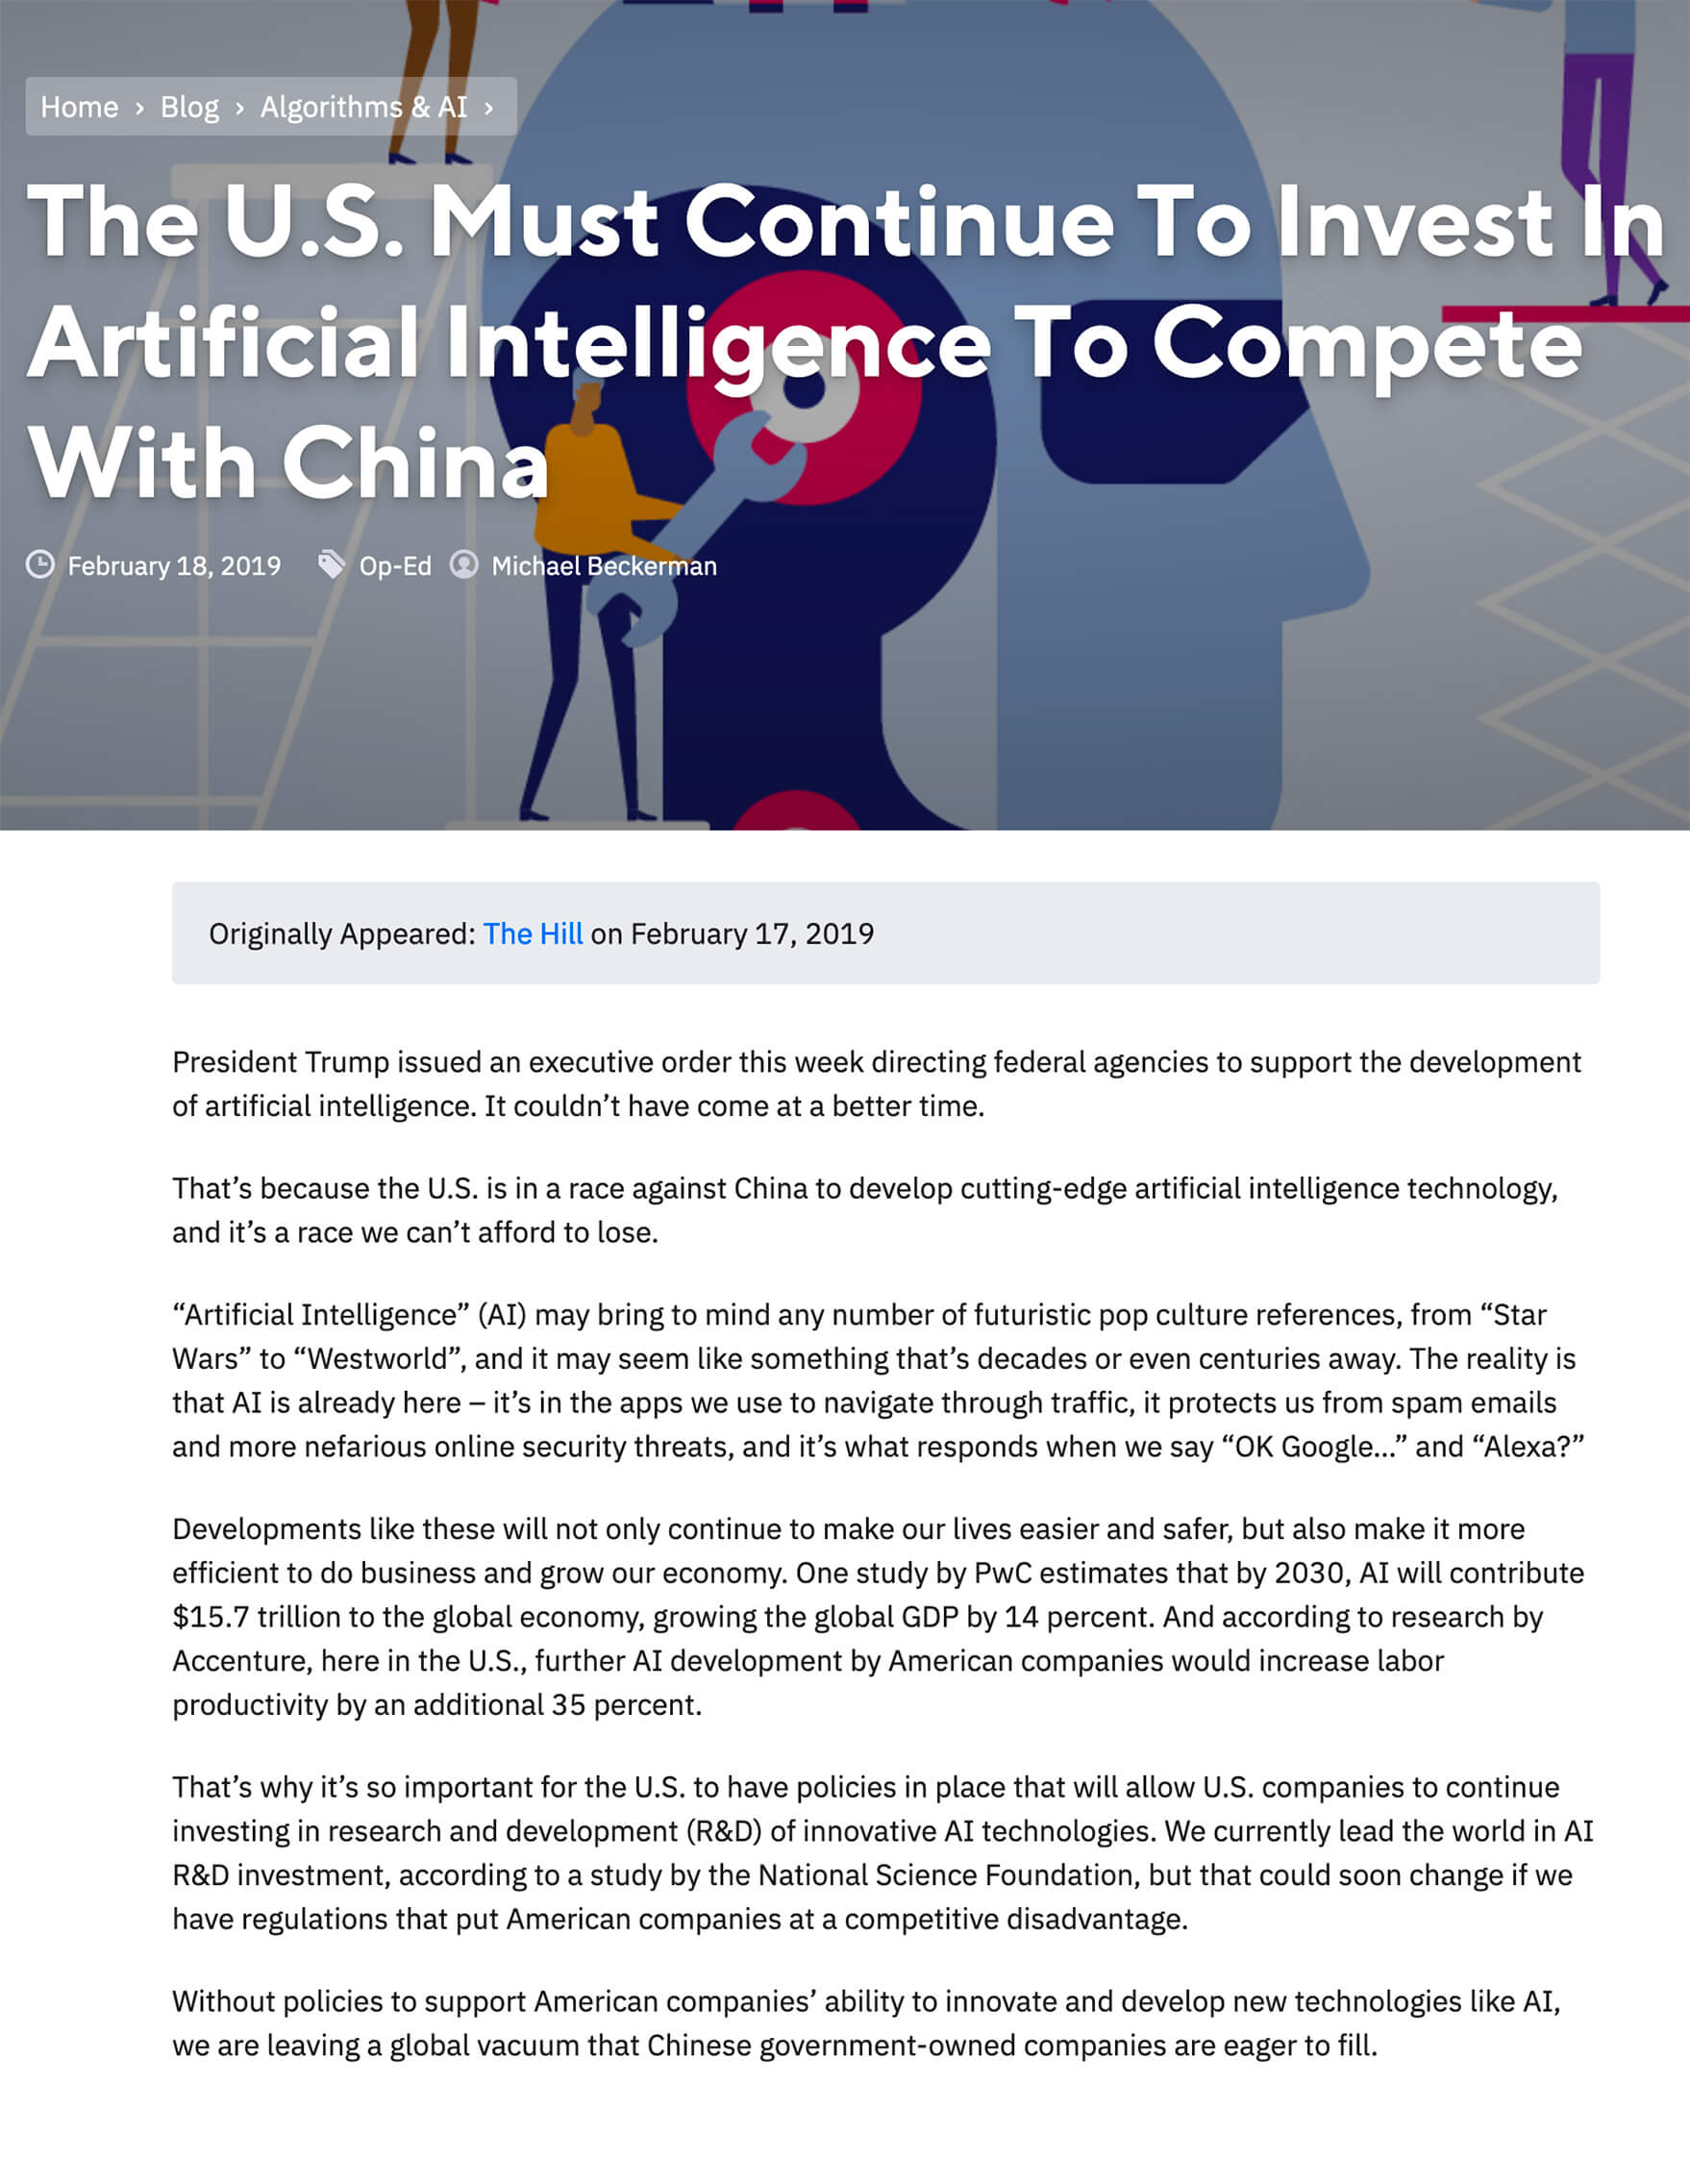 Home › Blog › Algorithms & AI ›
The U.S. Must Continue To Invest In
Artificial Intelligence To Compete
With China
February 18, 2019 Op-Ed Michael Beckerman
Originally Appeared: The Hill on February 17, 2019
President Trump issued an executive order this week directing federal agencies to support the development
of artificial intelligence. It couldn’t have come at a better time.
That’s because the U.S. is in a race against China to develop cutting-edge artificial intelligence technology,
and it’s a race we can’t afford to lose.
“Artificial Intelligence” (AI) may bring to mind any number of futuristic pop culture references, from “Star
Wars” to “Westworld”, and it may seem like something that’s decades or even centuries away. The reality is
that AI is already here – it’s in the apps we use to navigate through traffic, it protects us from spam emails
and more nefarious online security threats, and it’s what responds when we say “OK Google…” and “Alexa?”
Developments like these will not only continue to make our lives easier and safer, but also make it more
efficient to do business and grow our economy. One study by PwC estimates that by 2030, AI will contribute
$15.7 trillion to the global economy, growing the global GDP by 14 percent. And according to research by
Accenture, here in the U.S., further AI development by American companies would increase labor
productivity by an additional 35 percent.
That’s why it’s so important for the U.S. to have policies in place that will allow U.S. companies to continue
investing in research and development (R&D) of innovative AI technologies. We currently lead the world in AI
R&D investment, according to a study by the National Science Foundation, but that could soon change if we
have regulations that put American companies at a competitive disadvantage.
Without policies to support American companies’ ability to innovate and develop new technologies like AI,
we are leaving a global vacuum that Chinese government-owned companies are eager to fill.